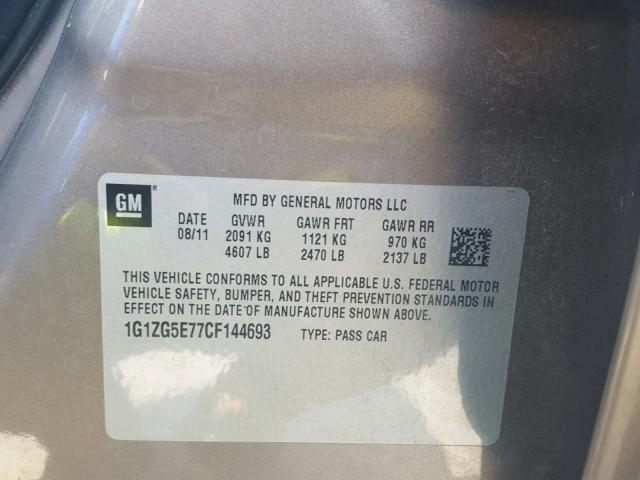 GM ®
MFD BY GENERAL MOTORS LLC
DATE GVWR GAWR FRT GAWR RR
08/11 2091 KG 1121 KG 970 KG
4607 LB 2470 LB 2137 LB
THIS VEHICLE CONFORMS TO ALL APPLICABLE U.S. FEDERAL MOTOR
VEHICLE SAFETY, BUMPER, AND THEFT PREVENTION STANDARDS IN
EFFECT ON THE DATE OF MANUFACTURE SHOWN ABOVE.
1G1ZG5E77CF144693 TYPE: PASS CAR